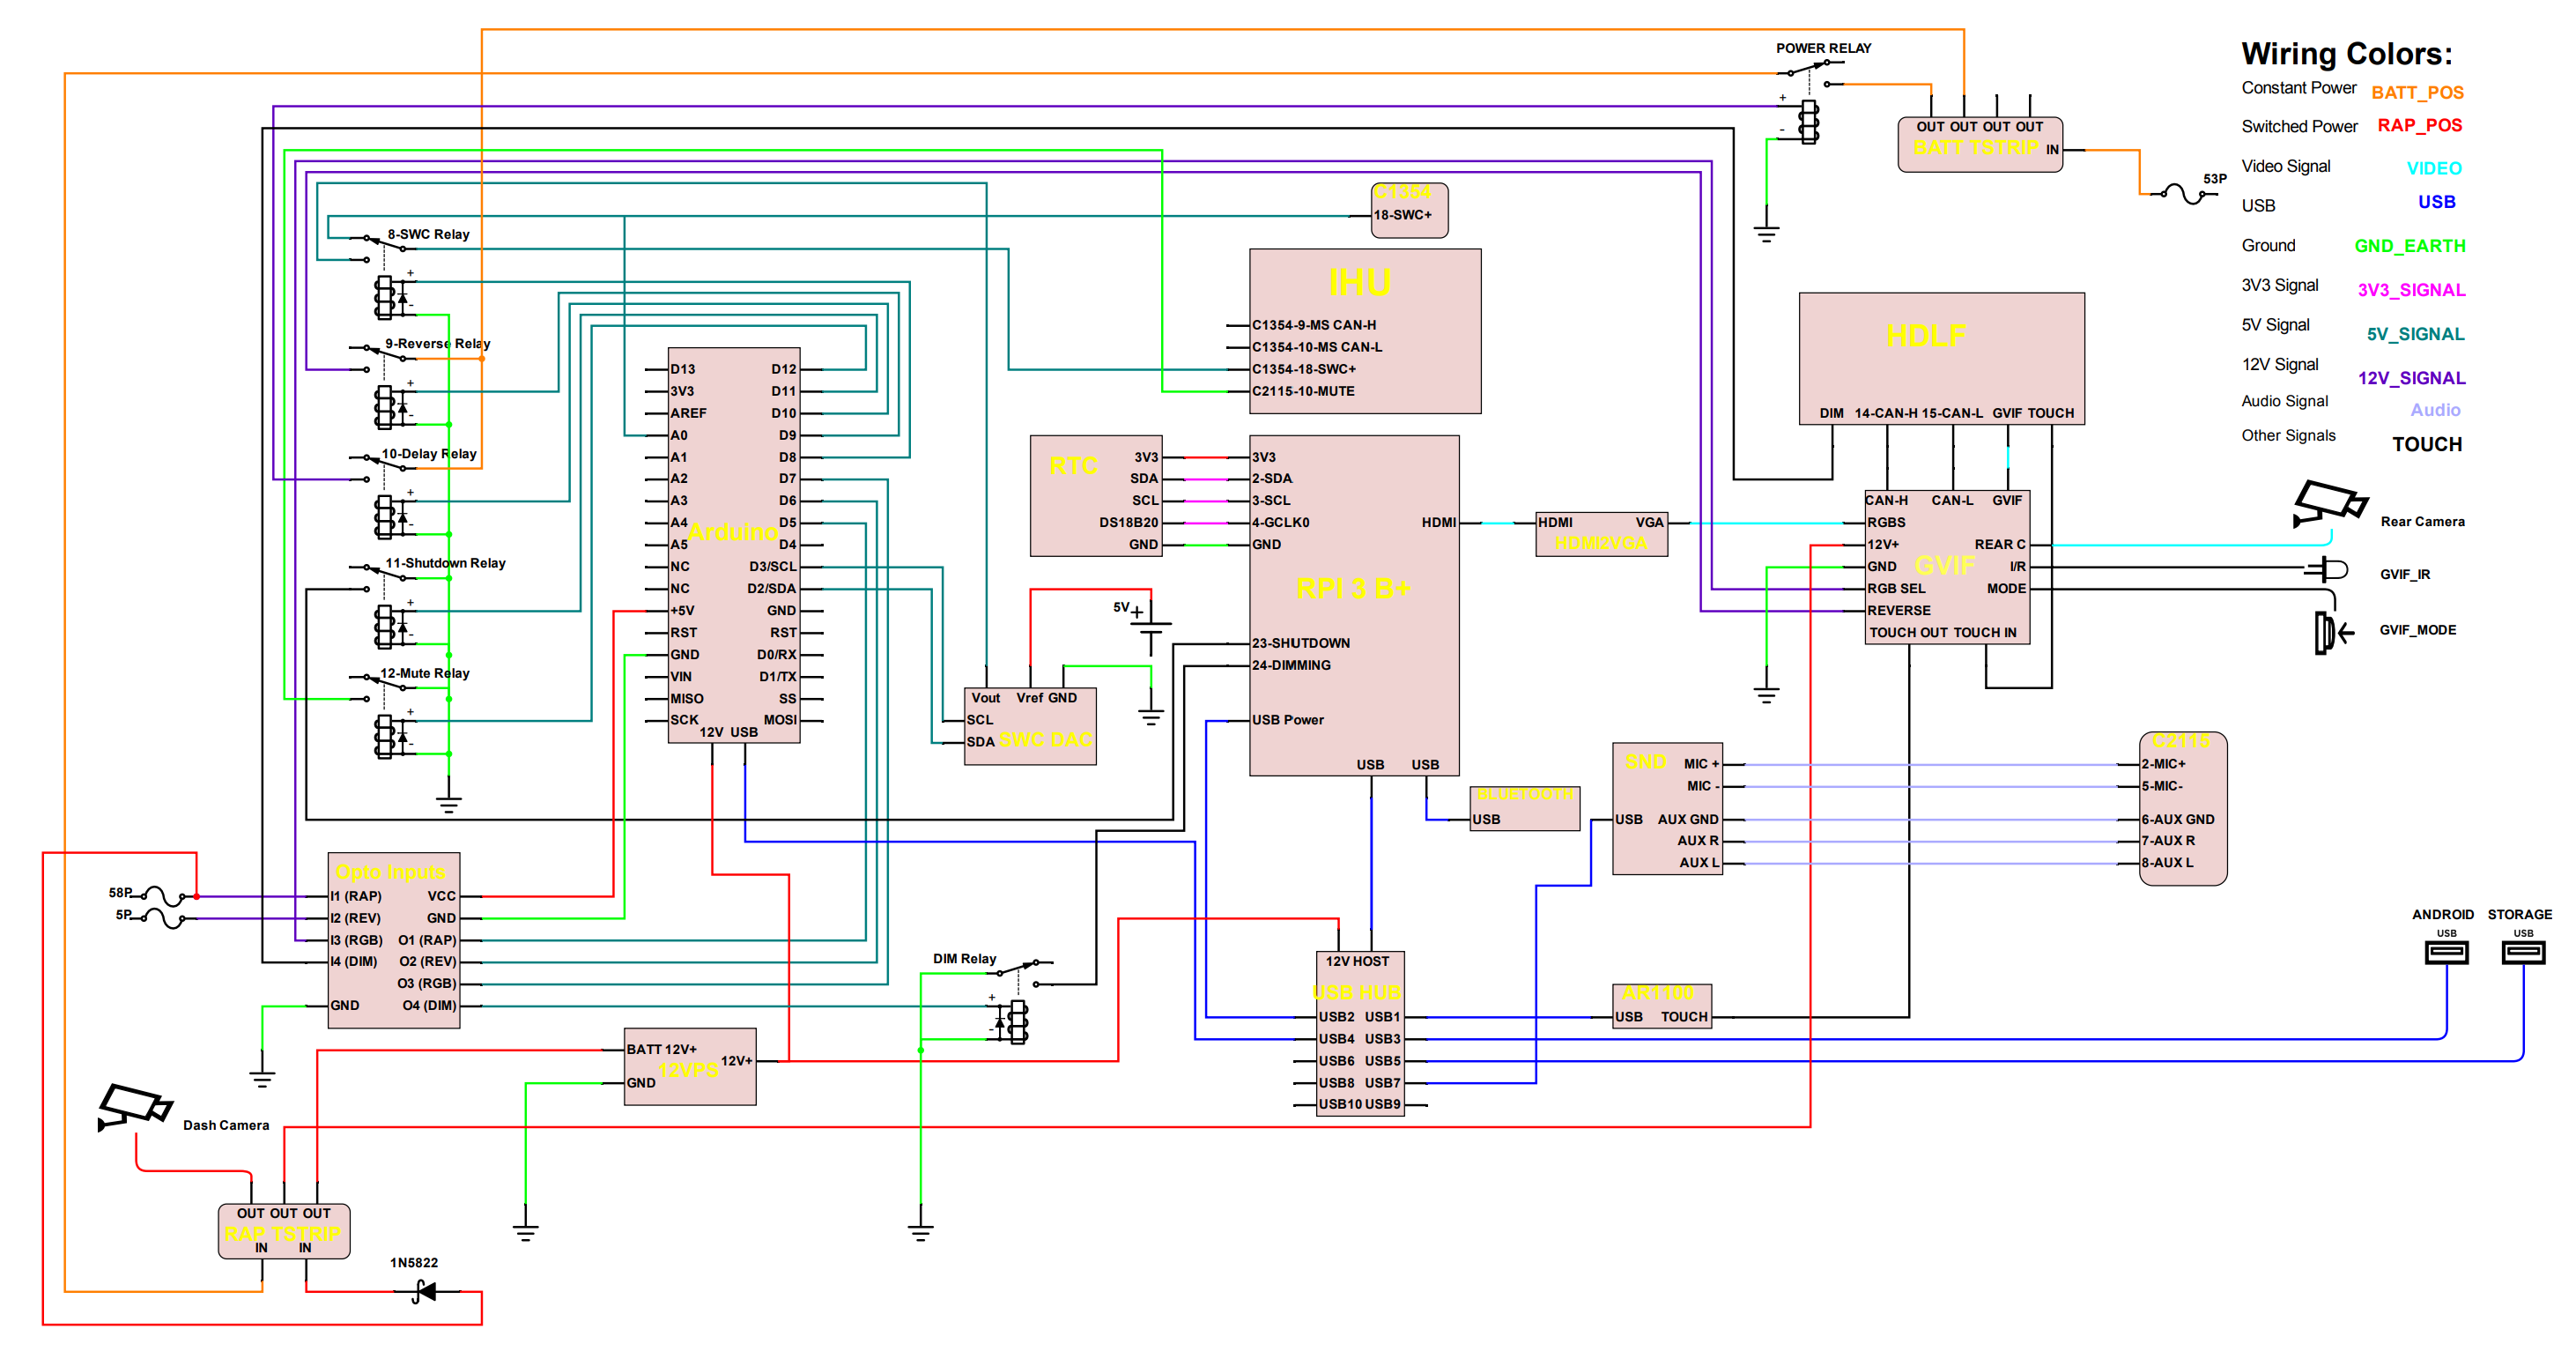 Wiring Colors:
Constant Power BATT_POS
Switched Power RAP_POS
Video Signal VIDEO
USB USB
Ground GND_EARTH
3V3 Signal 3V3_SIGNAL
5V Signal 5V_SIGNAL
12V Signal 12V_SIGNAL
Audio Signal Audio
Other Signals TOUCH
POWER RELAY
+
-
OUT OUT OUT OUT
BATT TSTRIP IN
53P
C1354
18-SWC+
8-SWC Relay
+
-
9-Reverse Relay
+
-
10-Delay Relay
+
-
11-Shutdown Relay
+
-
12-Mute Relay
+
-
IHU
C1354-9-MS CAN-H
C1354-10-MS CAN-L
C1354-18-SWC+
C2115-10-MUTE
HDLF
DIM 14-CAN-H 15-CAN-L GVIF TOUCH
Arduino
D13 D12
3V3 D11
AREF D10
A0 D9
A1 D8
A2 D7
A3 D6
A4 D5
A5 D4
NC D3/SCL
NC D2/SDA
+5V GND
RST RST
GND D0/RX
VIN D1/TX
MISO SS
SCK MOSI
12V USB
RTC
3V3
SDA
SCL
DS18B20
GND
RPI 3 B+
3V3
2-SDA
3-SCL
4-GCLK0 HDMI
GND
23-SHUTDOWN
24-DIMMING
USB Power
USB USB
HDMI VGA
HDMI2VGA
GVIF
CAN-H CAN-L GVIF
RGBS
12V+ REAR C
GND I/R
RGB SEL MODE
REVERSE
TOUCH OUT TOUCH IN
Rear Camera
GVIF_IR
GVIF_MODE
5V +
Vout Vref GND
SCL
SDA SWC DAC
BLUETOOTH
USB
SND
MIC +
MIC -
USB AUX GND
AUX R
AUX L
C2115
2-MIC+
5-MIC-
6-AUX GND
7-AUX R
8-AUX L
58P
5P
Opto Inputs
I1 (RAP) VCC
I2 (REV) GND
I3 (RGB) O1 (RAP)
I4 (DIM) O2 (REV)
O3 (RGB)
GND O4 (DIM)
DIM Relay
+
-
12V HOST
USB HUB
USB2 USB1
USB4 USB3
USB6 USB5
USB8 USB7
USB10 USB9
AR1100
USB TOUCH
ANDROID STORAGE
USB USB
BATT 12V+
12V+
12VPS
GND
Dash Camera
OUT OUT OUT
RAP TSTRIP
IN IN
1N5822